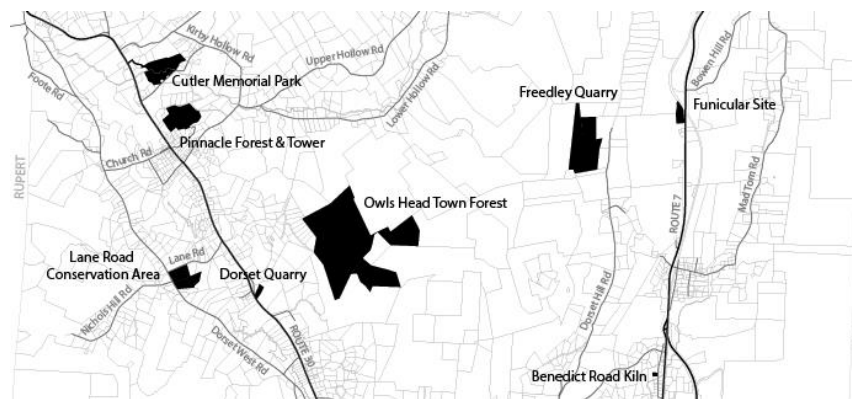 Kirby Hollow Rd
Upper Hollow Rd
Foote Rd
Cutler Memorial Park
Lower Hollow Rd
Bowen Hill Rd
Freedley Quarry
Funicular Site
Pinnacle Forest & Tower
Church Rd
RUPERT
Mad Tom Rd
Owls Head Town Forest
ROUTE 7
Lane Road
Conservation Area
Lane Rd
Dorset Quarry
Nichols Hill Rd
Dorset Hill Rd
Dorset West Rd
ROUTE 30
Benedict Road Kiln